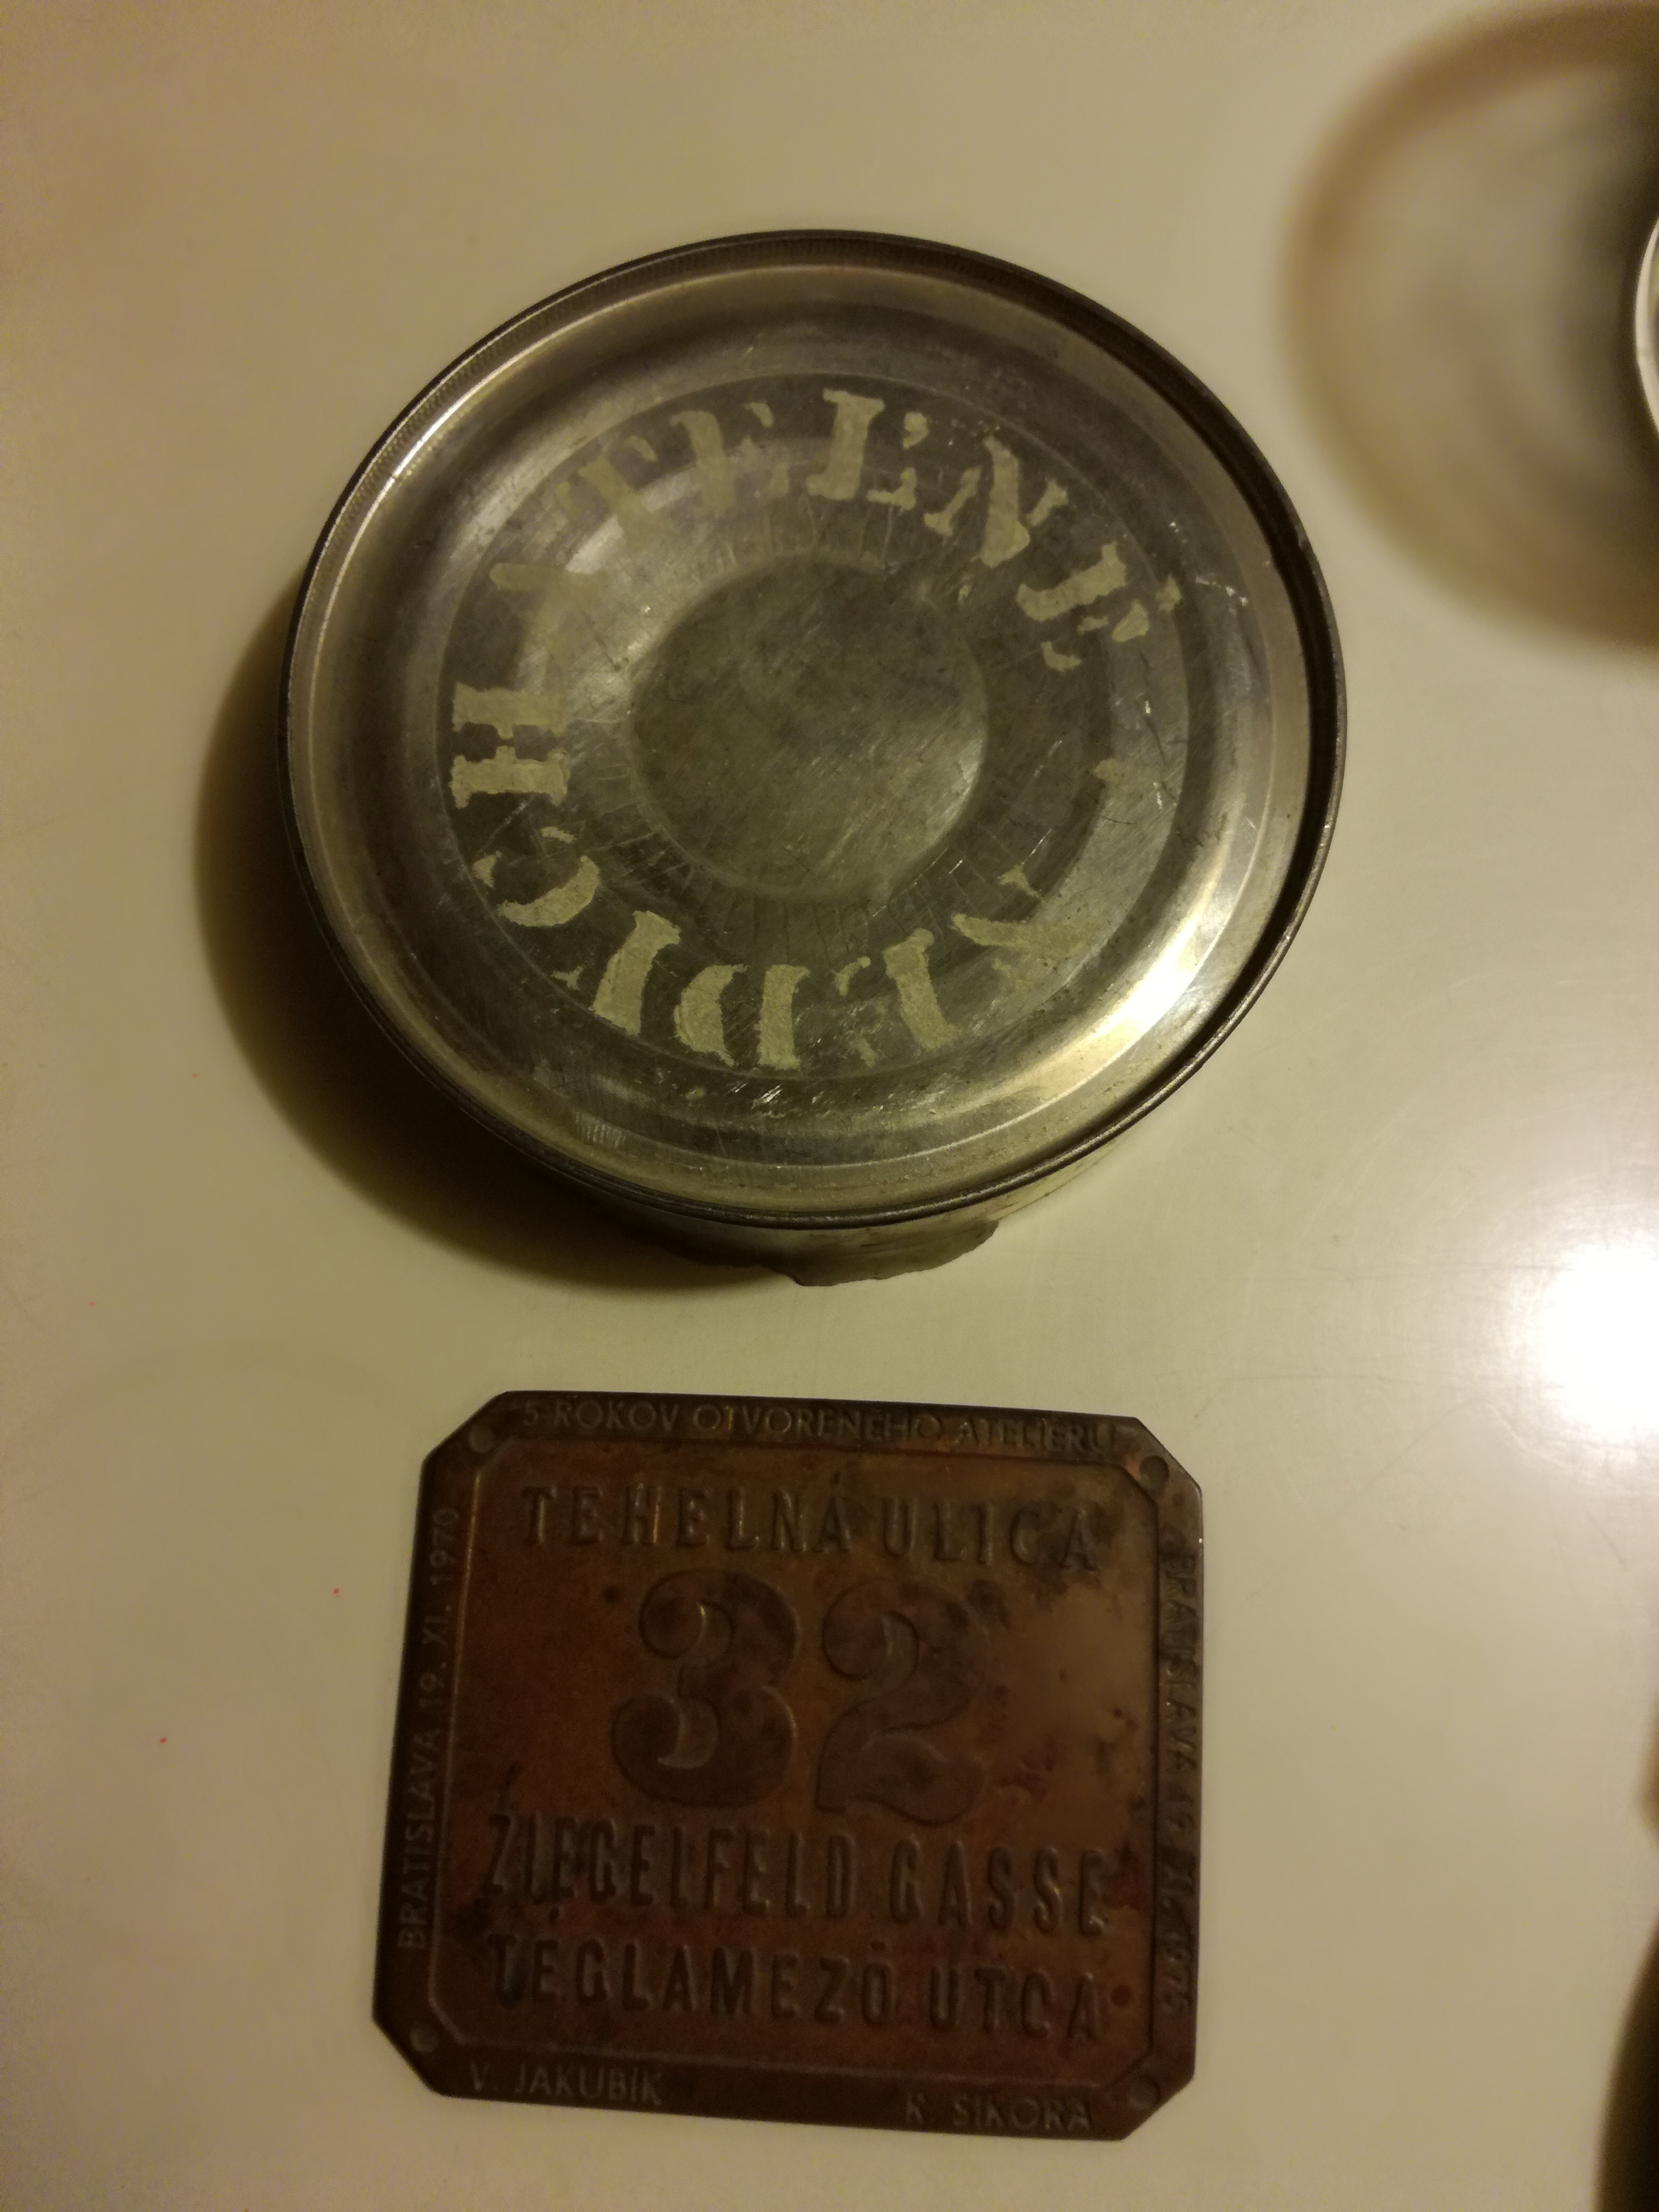 5 ROKOV OTVORENÉHO ATELIÉRU
TEHELNÁ ULICA
32
ZIEGELFELD GASSE
TEGLAMEZŐ UTCA
BRATISLAVA 19. XI. 1970
BRATISLAVA 19. XI. 1975
V. JAKUBÍK
R. SIKORA